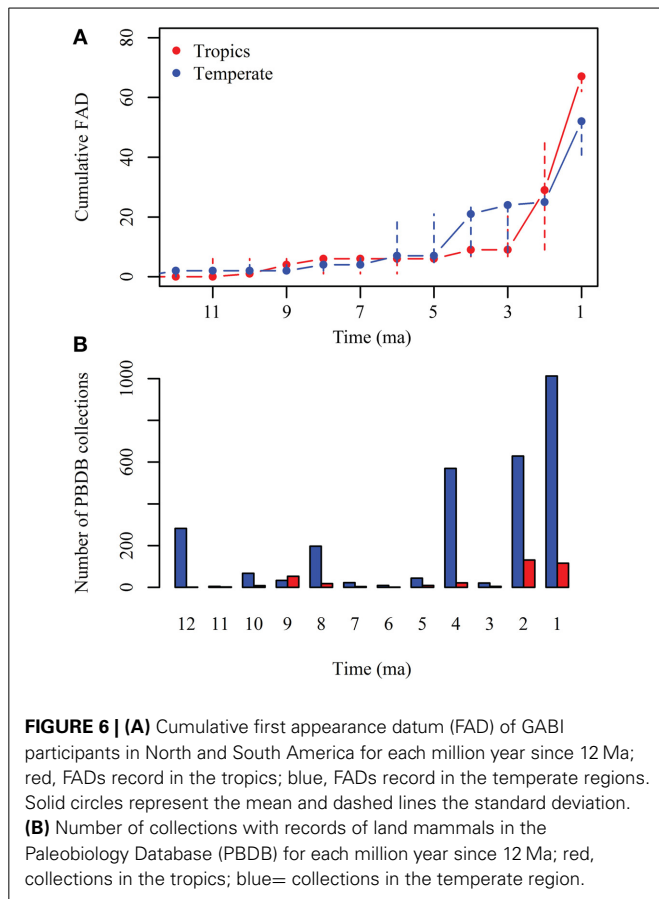 A
Cumulative FAD
80
60
40
20
0
Tropics
Temperate
11
9
7
5
3
1
Time (ma)
B
Number of PBDB collections
1000
600
200
0
12
11
10
9
8
7
6
5
4
3
2
1
Time (ma)
FIGURE 6 | (A) Cumulative first appearance datum (FAD) of GABI
participants in North and South America for each million year since 12 Ma;
red, FADs record in the tropics; blue, FADs record in the temperate regions.
Solid circles represent the mean and dashed lines the standard deviation.
(B) Number of collections with records of land mammals in the
Paleobiology Database (PBDB) for each million year since 12 Ma; red,
collections in the tropics; blue= collections in the temperate region.